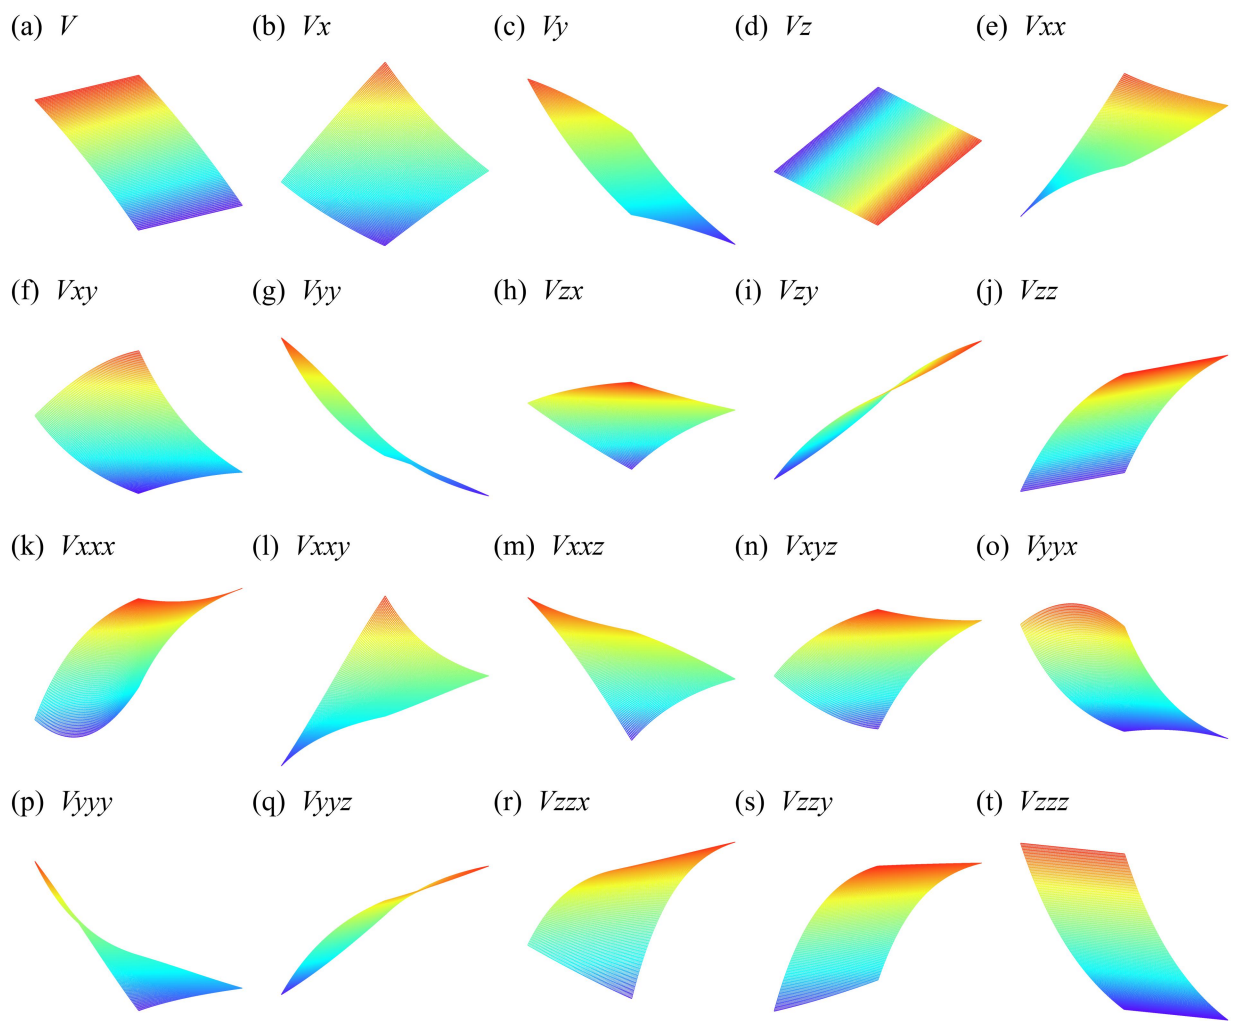 (a) V (b) Vx (c) Vy (d) Vz (e) Vxx
(f) Vxy (g) Vyy (h) Vzx (i) Vzy (j) Vzz
(k) Vxxx (l) Vxxy (m) Vxxz (n) Vxyz (o) Vyyx
(p) Vyyy (q) Vyyz (r) Vzzx (s) Vzzy (t) Vzzz